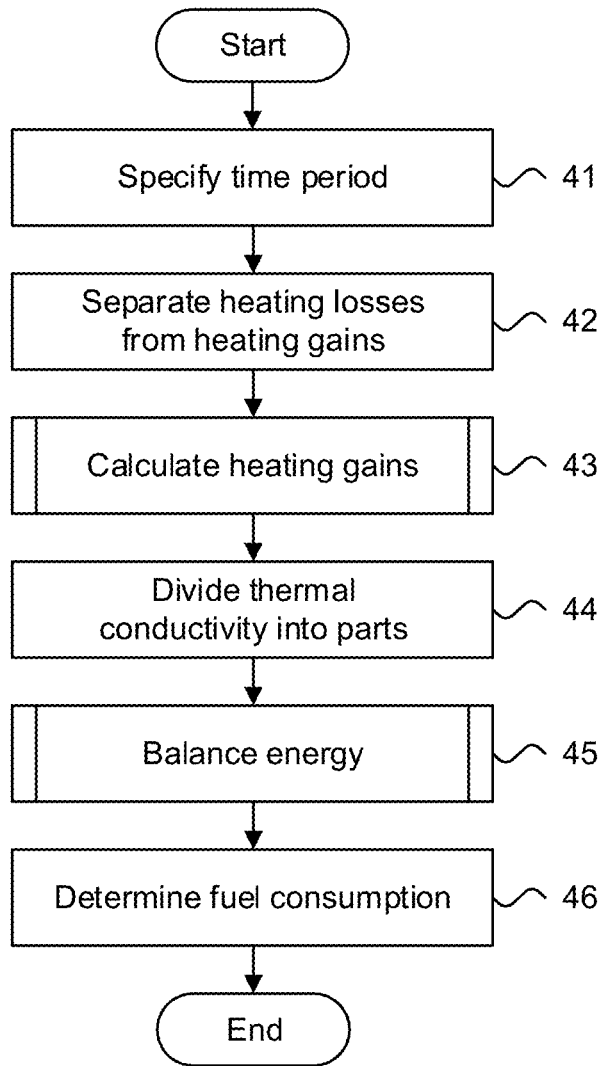 Start
Specify time period
41
Separate heating losses
from heating gains
42
Calculate heating gains
43
Divide thermal
conductivity into parts
44
Balance energy
45
Determine fuel consumption
46
End